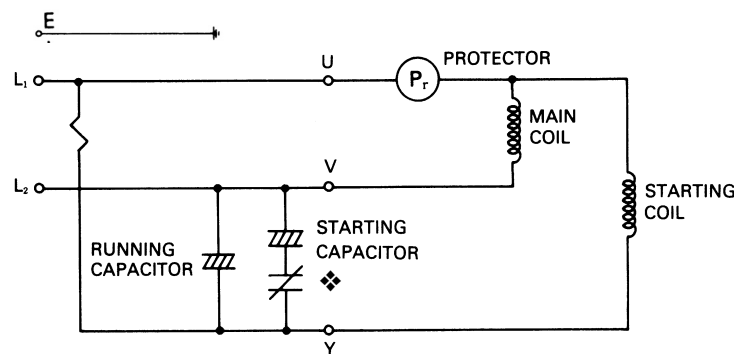 E
U
PROTECTOR
L₁
Pr
MAIN
COIL
V
L₂
STARTING
COIL
STARTING
CAPACITOR
RUNNING
CAPACITOR
❖
Y